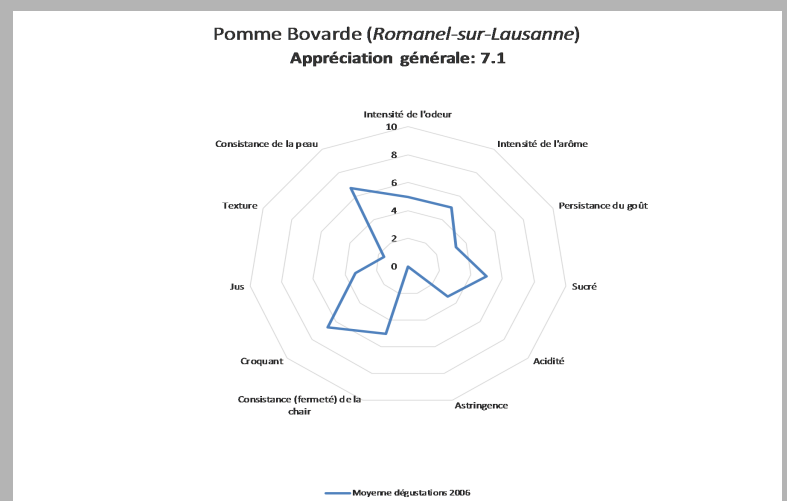 Pomme Bovarde (Romanel-sur-Lausanne)
Appréciation générale: 7.1
Intensité de l'odeur
Intensité de l'arôme
Persistance du goût
Sucré
Acidité
Astringence
Consistance (fermeté) de la
chair
Croquant
Jus
Texture
Consistance de la peau
10
8
6
4
2
0
Moyenne dégustations 2006